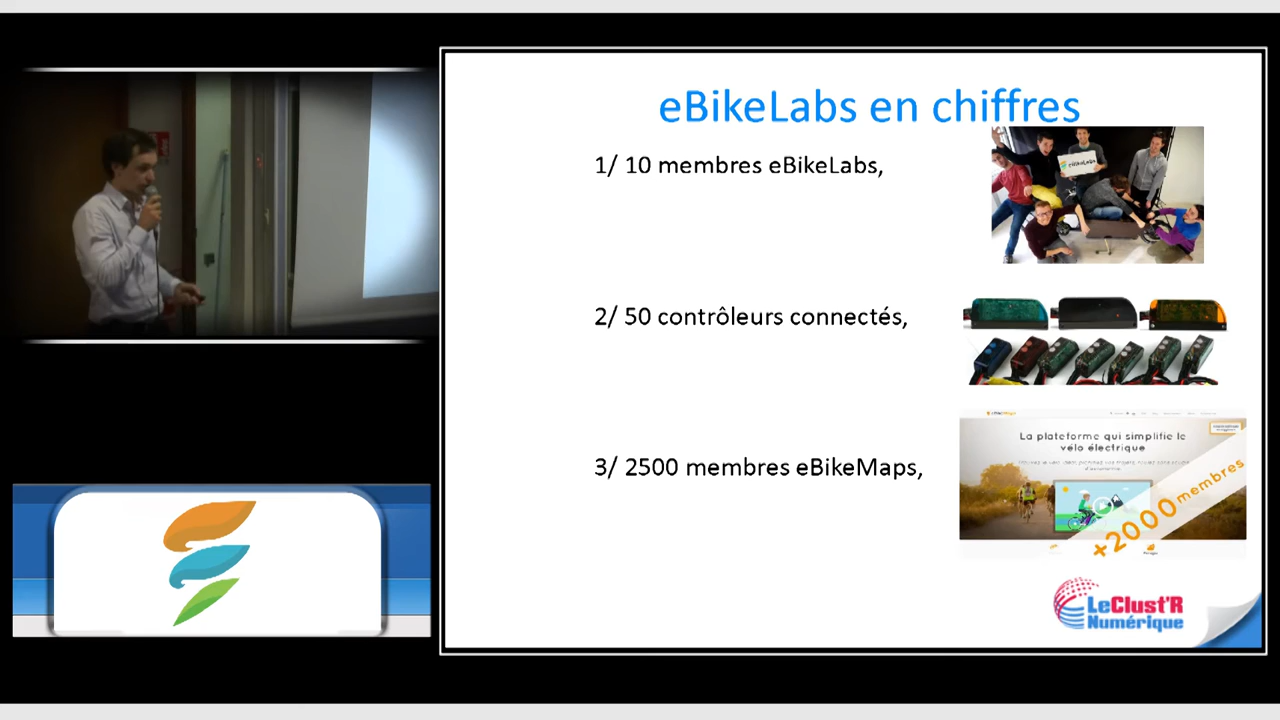 eBikeLabs en chiffres
1/ 10 membres eBikeLabs,
eBikeLabs
2/ 50 contrôleurs connectés,
3/ 2500 membres eBikeMaps,
La plateforme qui simplifie le
vélo électrique
+2000 membres
LeClust'R
Numérique